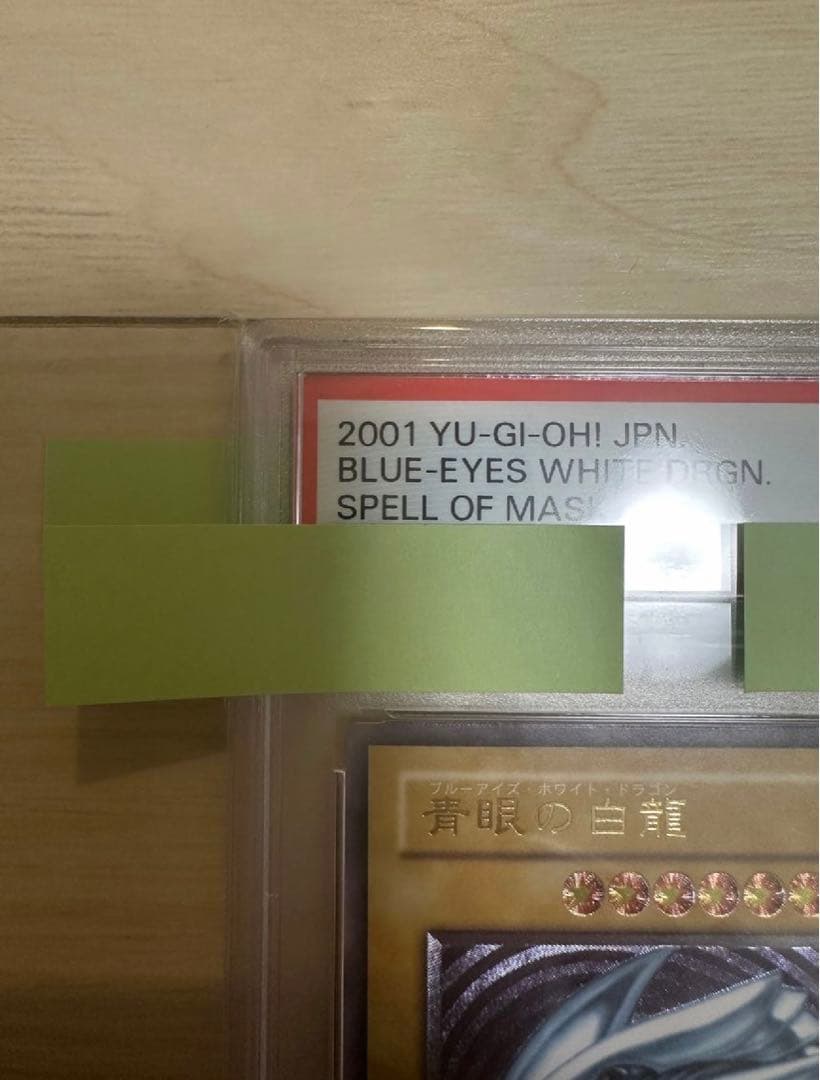 2001 YU-GI-OH! JPN.
BLUE-EYES WHITE DRGN.
SPELL OF MAS
ブルーアイズ・ホワイト・ドラゴン
青眼の白龍